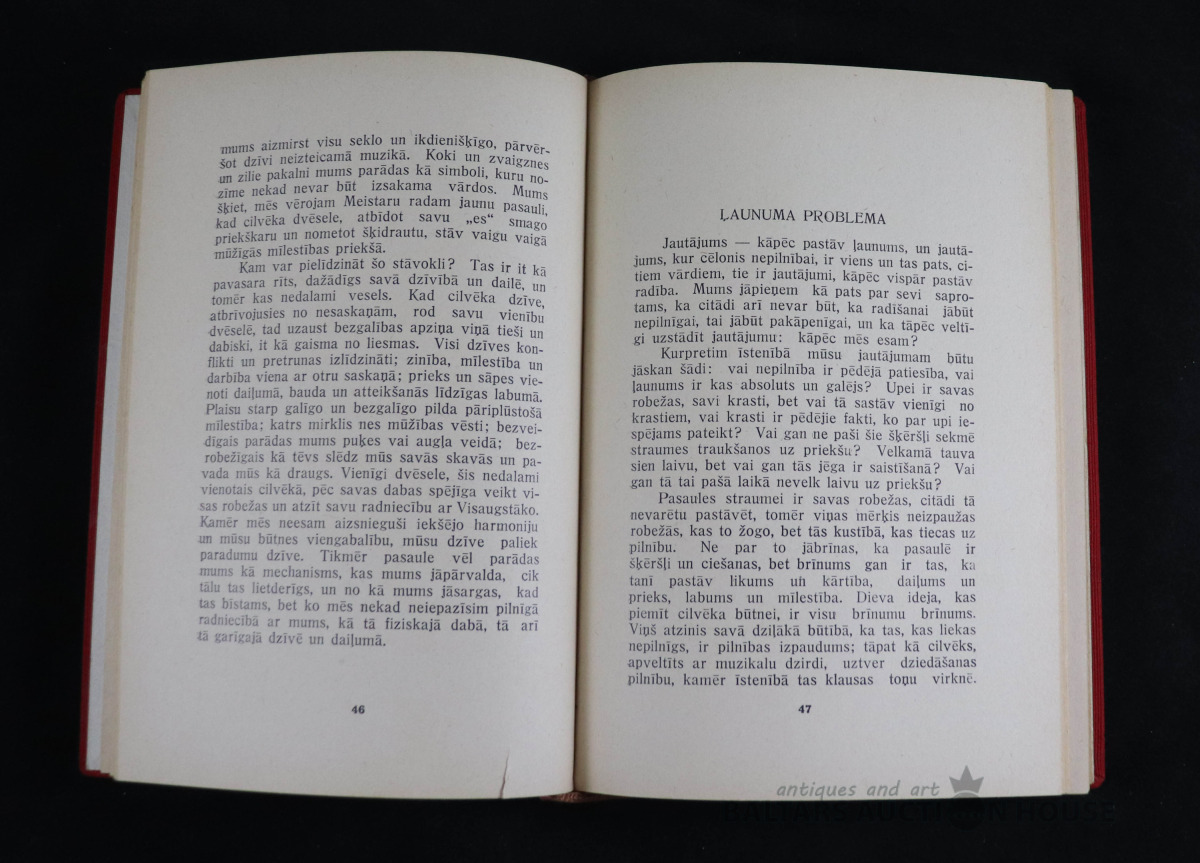 mums aizmirst visu seklo un ikdienišķīgo, pārvēr-
šot dzīvi neizteicamā muzikā. Koki un zvaigznes
un zilie pakalni mums parādas kā simboli, kuru no-
zīme nekad nevar būt izsakama vārdos. Mums
šķiet, mēs vērojam Meistaru radam jaunu pasauli,
kad cilvēka dvēsele, atbīdot savu „es" smago
priekškaru un nometot šķidrautu, stāv vaigu vaigā
mūžīgās mīlestības priekšā.
Kam var pielīdzināt šo stāvokli? Tas ir it kā
pavasara rīts, dažādīgs savā dzīvībā un dailē, un
tomēr kas nedalami vesels. Kad cilvēka dzīve,
atbrīvojusies no nesaskaņām, rod savu vienību
dvēselē, tad uzaust bezgalības apziņa viņā tieši un
dabiski, it kā gaisma no liesmas. Visi dzīves kon-
flikti un pretrunas izlīdzināti; zinība, mīlestība un
darbība viena ar otru saskaņā; prieks un sāpes vie-
noti daiļumā, bauda un atteikšanās līdzīgas labumā.
Plaisu starp galīgo un bezgalīgo pilda pāriplūstošā
mīlestība; katrs mirklis nes mūžības vēsti; bezvei-
dīgais parādas mums puķes vai augļa veidā; bez-
robežīgais kā tēvs slēdz mūs savās skavās un pa-
vada mūs kā draugs. Vienīgi dvēsele, šis nedalami
vienotais cilvēkā, pēc savas dabas spējīga veikt vi-
sas robežas un atzīt savu radniecību ar Visaugstāko.
Kamēr mēs neesam aizsnieguši iekšējo harmoniju
un mūsu būtnes viengabalību, mūsu dzīve paliek
paradumu dzīve. Tikmēr pasaule vēl parādas
mums kā mechanisms, kas mums jāpārvalda, cik
tālu tas lietderīgs, un no kā mums jāsargas, kad
tas bīstams, bet ko mēs nekad neiepazīsim pilnīgā
radniecībā ar mums, kā tā fiziskajā dabā, tā arī
tā garīgajā dzīvē un daiļumā.
46
ĻAUNUMA PROBLEMA
Jautājums — kāpēc pastāv ļaunums, un jautā-
jums, kur cēlonis nepilnībai, ir viens un tas pats, ci-
tiem vārdiem, tie ir jautājumi, kāpēc vispār pastāv
radība. Mums jāpieņem kā pats par sevi sapro-
tams, ka citādi arī nevar būt, ka radīšanai jābūt
nepilnīgai, tai jābūt pakāpenīgai, un ka tāpēc veltī-
gi uzstādīt jautājumu: kāpēc mēs esam?
Kurpretim īstenībā mūsu jautājumam būtu
jāskan šādi: vai nepilnība ir pēdējā patiesība, vai
ļaunums ir kas absoluts un galējs? Upei ir savas
robežas, savi krasti, bet vai tā sastāv vienīgi no
krastiem, vai krasti ir pēdējie fakti, ko par upi ie-
spējams pateikt? Vai gan ne paši šie šķēršļi sekmē
straumes traukšanos uz priekšu? Velkamā tauva
sien laivu, bet vai gan tās jēga ir saistīšanā? Vai
gan tā tai pašā laikā nevelk laivu uz priekšu?
Pasaules straumei ir savas robežas, citādi tā
nevarētu pastāvēt, tomēr viņas mērķis neizpaužas
robežās, kas to žogo, bet tās kustībā, kas tiecas uz
pilnību. Ne par to jābrīnas, ka pasaulē ir
šķēršļi un ciešanas, bet brīnums gan ir tas, ka
tanī pastāv likums un kārtība, daiļums un
prieks, labums un mīlestība. Dieva ideja, kas
piemīt cilvēka būtnei, ir visu brīnumu brīnums.
Viņš atzinis savā dziļākā būtībā, ka tas, kas liekas
nepilnīgs, ir pilnības izpaudums; tāpat kā cilvēks,
apveltīts ar muzikalu dzirdi, uztver dziedāšanas
pilnību, kamēr īstenībā tas klausas toņu virknē.
47
antiques and art
BALTARS AUCTION HOUSE